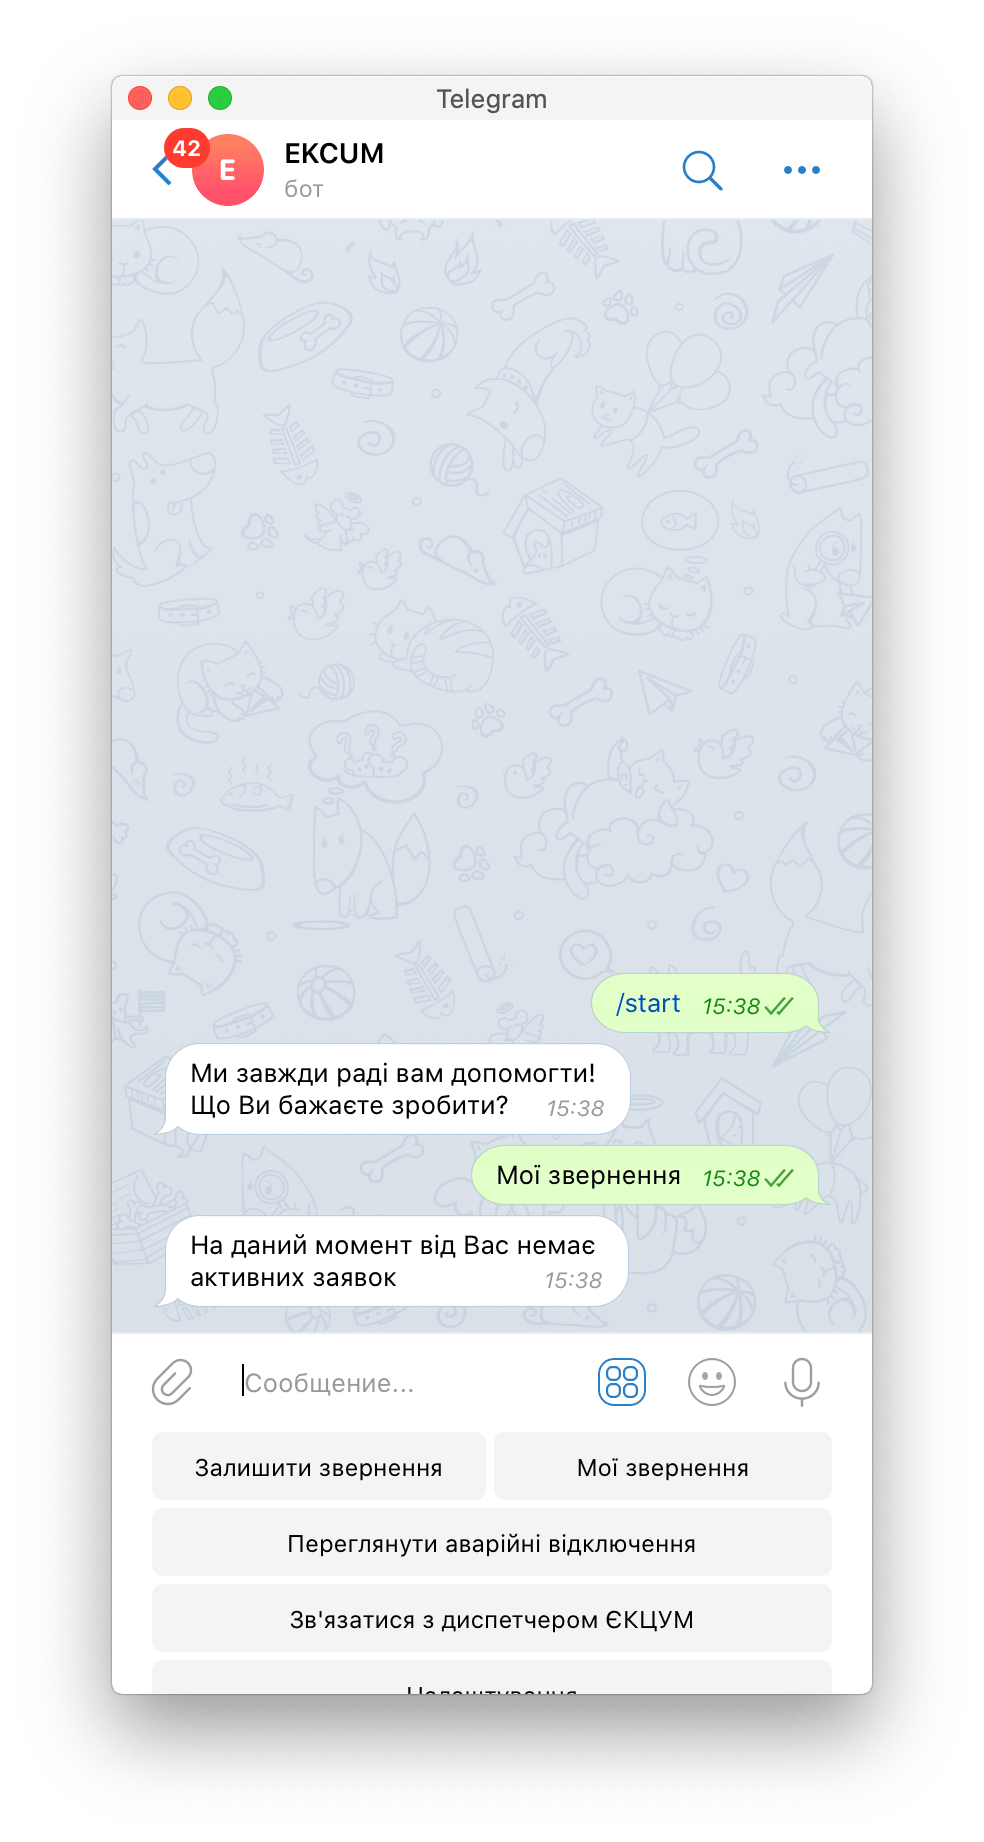 Telegram
42
E
EKCUM
бот
/start 15:38
Ми завжди раді вам допомогти!
Що Ви бажаєте зробити? 15:38
Мої звернення 15:38
На даний момент від Вас немає
активних заявок 15:38
Сообщение...
Залишити звернення
Мої звернення
Переглянути аварійні відключення
Зв'язатися з диспетчером ЄКЦУМ
Налаштування